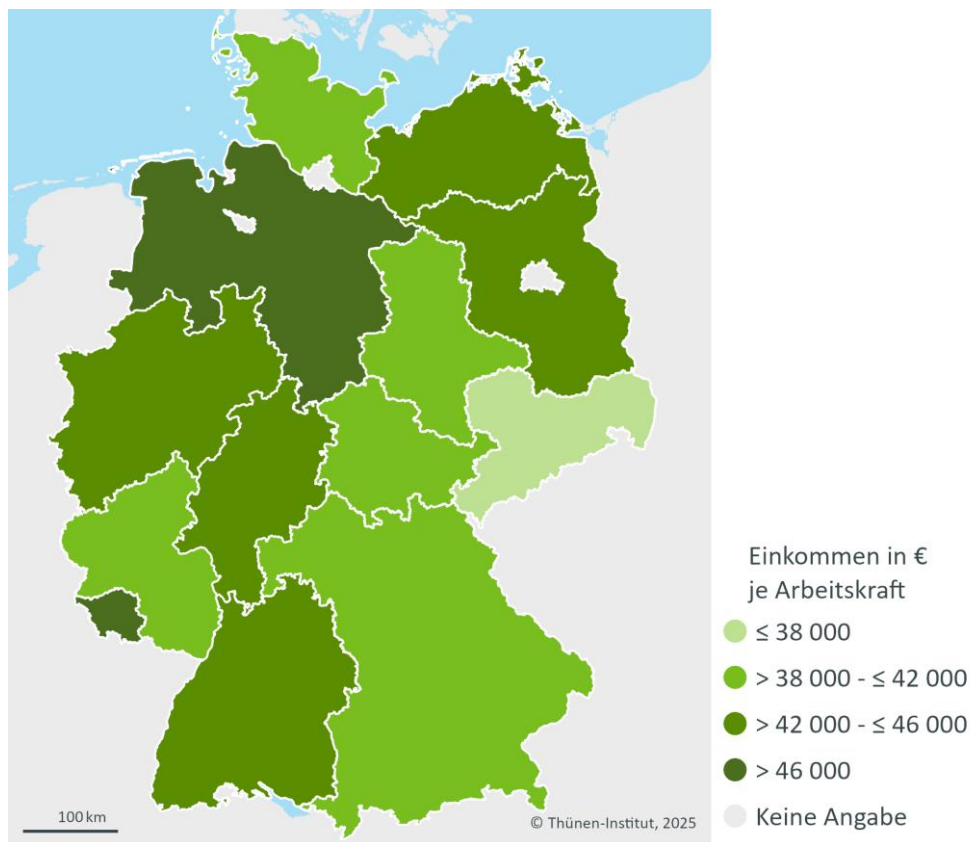 Einkommen in €
je Arbeitskraft
≤ 38 000
> 38 000 - ≤ 42 000
> 42 000 - ≤ 46 000
> 46 000
Keine Angabe
100 km
© Thünen-Institut, 2025